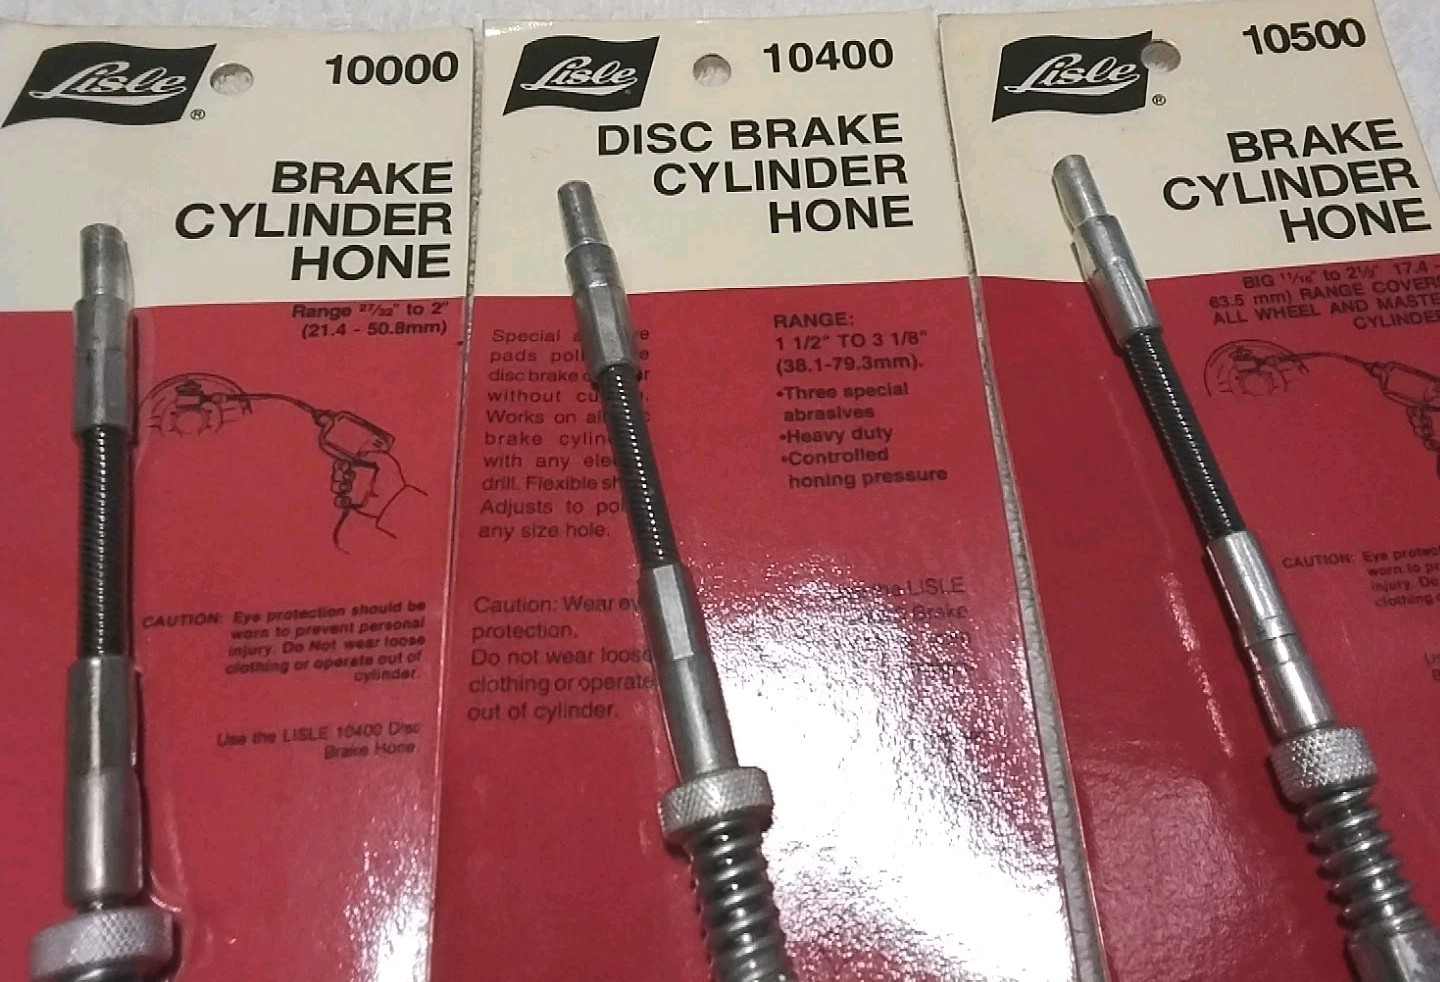 Lisle ®
10000
BRAKE
CYLINDER
HONE
Range 27/32" to 2"
(21.4 - 50.8mm)
CAUTION: Eye protection should be
worn to prevent personal
injury. Do Not wear loose
clothing or operate out of
cylinder.
Use the LISLE 10400 Disc
Brake Hone.
Lisle ®
10400
DISC BRAKE
CYLINDER
HONE
Special
pads
disc brake
without
Works on
brake
with any
drill. Flexible
Adjusts to
any size hole.
RANGE:
1 1/2" TO 3 1/8"
(38.1-79.3mm).
•Three special
abrasives
•Heavy duty
•Controlled
honing pressure
Caution: Wear
protection.
Do not wear loose
clothing or operate
out of cylinder.
LISLE
Brake
Lisle ®
10500
BRAKE
CYLINDER
HONE
BIG 11/16" to 2½" 17.4 -
63.5 mm) RANGE COVERS
ALL WHEEL AND MASTE
CYLINDER
CAUTION: Eye protec
worn to pr
injury. Do
clothing